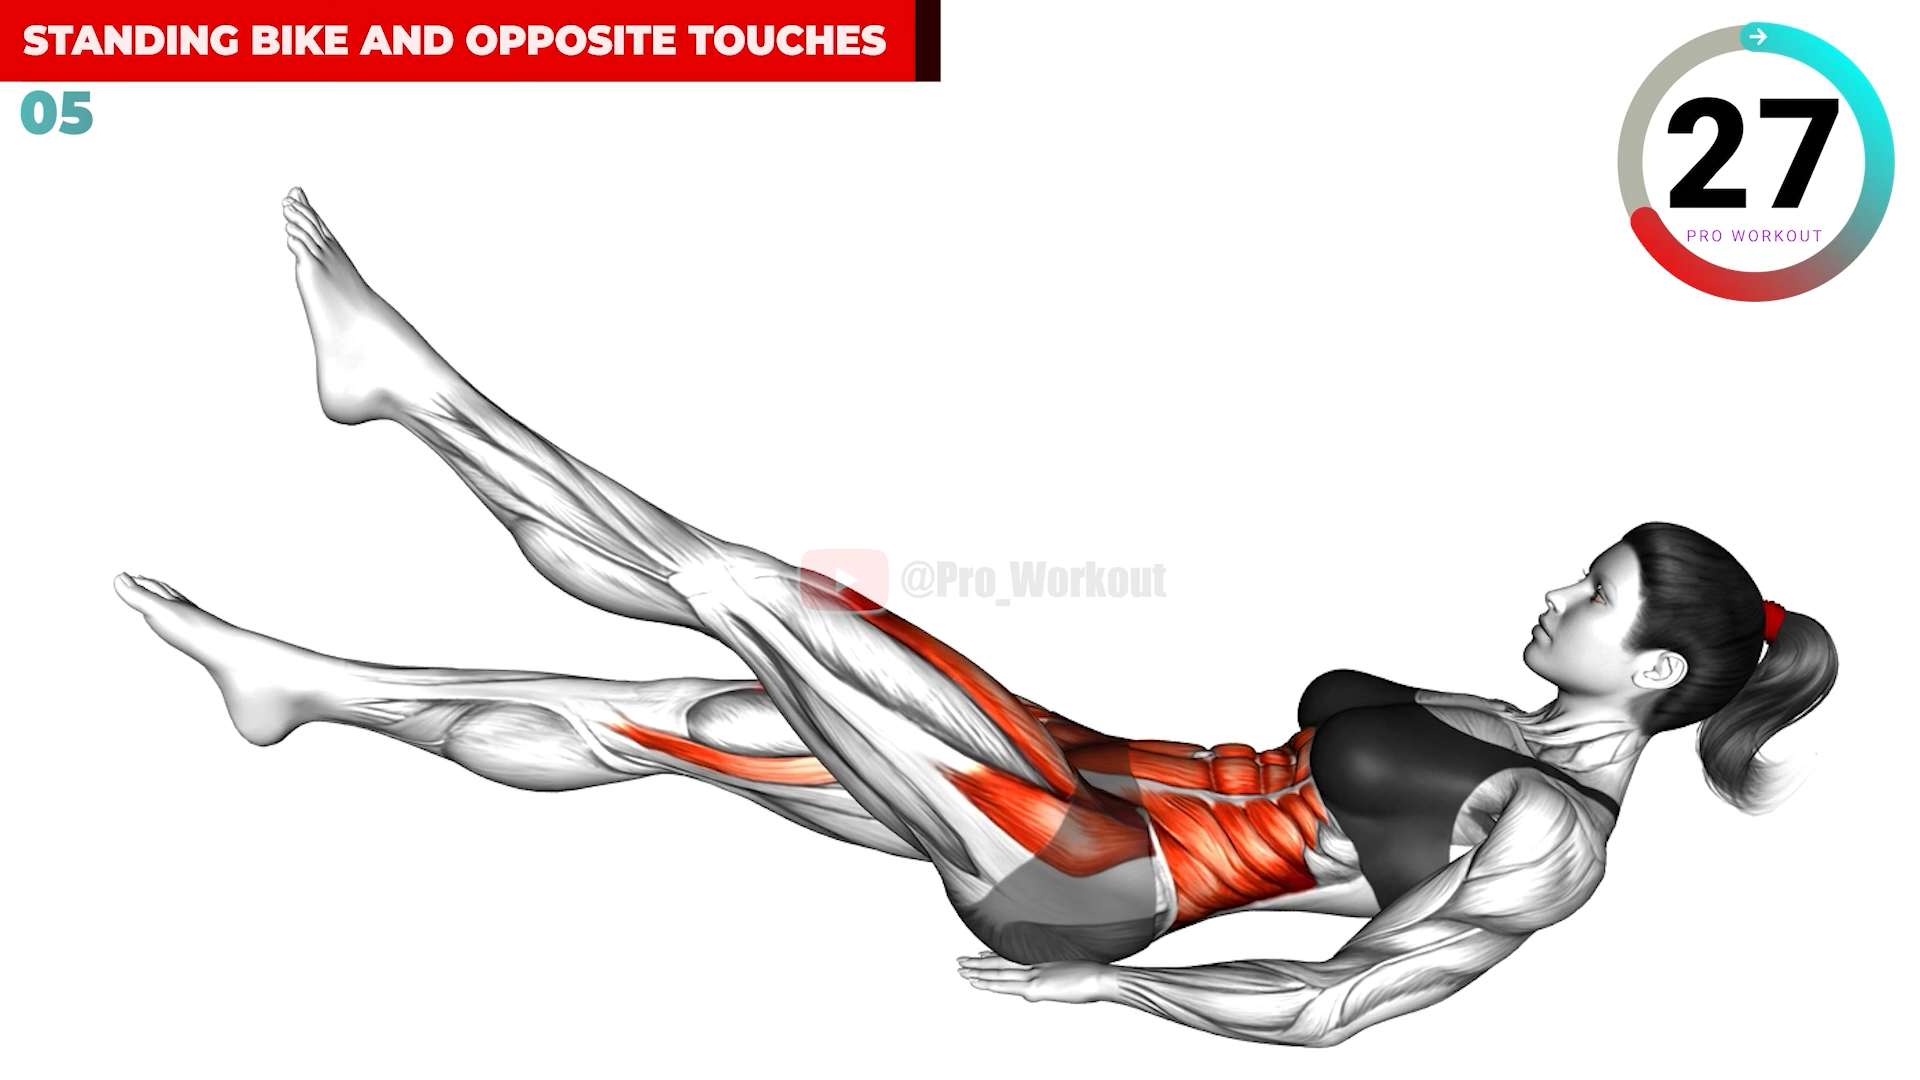 STANDING BIKE AND OPPOSITE TOUCHES
05
27
PRO WORKOUT
@Pro_Workout